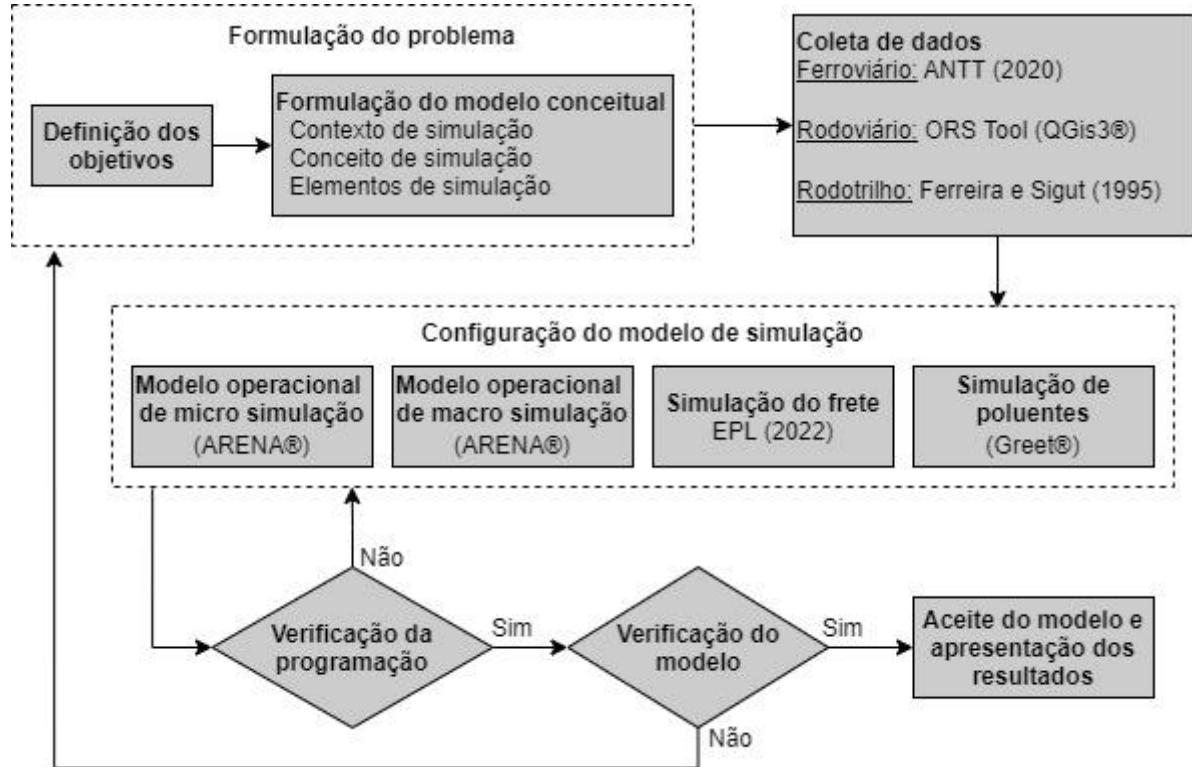 Formulação do problema
Definição dos
objetivos
Formulação do modelo conceitual
Contexto de simulação
Conceito de simulação
Elementos de simulação
Coleta de dados
Ferroviário: ANTT (2020)
Rodoviário: ORS Tool (QGis3®)
Rodotrilho: Ferreira e Sigut (1995)
Configuração do modelo de simulação
Modelo operacional
de micro simulação
(ARENA®)
Modelo operacional
de macro simulação
(ARENA®)
Simulação do frete
EPL (2022)
Simulação de
poluentes
(Greet®)
Não
Verificação da
programação
Sim
Verificação do
modelo
Sim
Aceite do modelo e
apresentação dos
resultados
Não